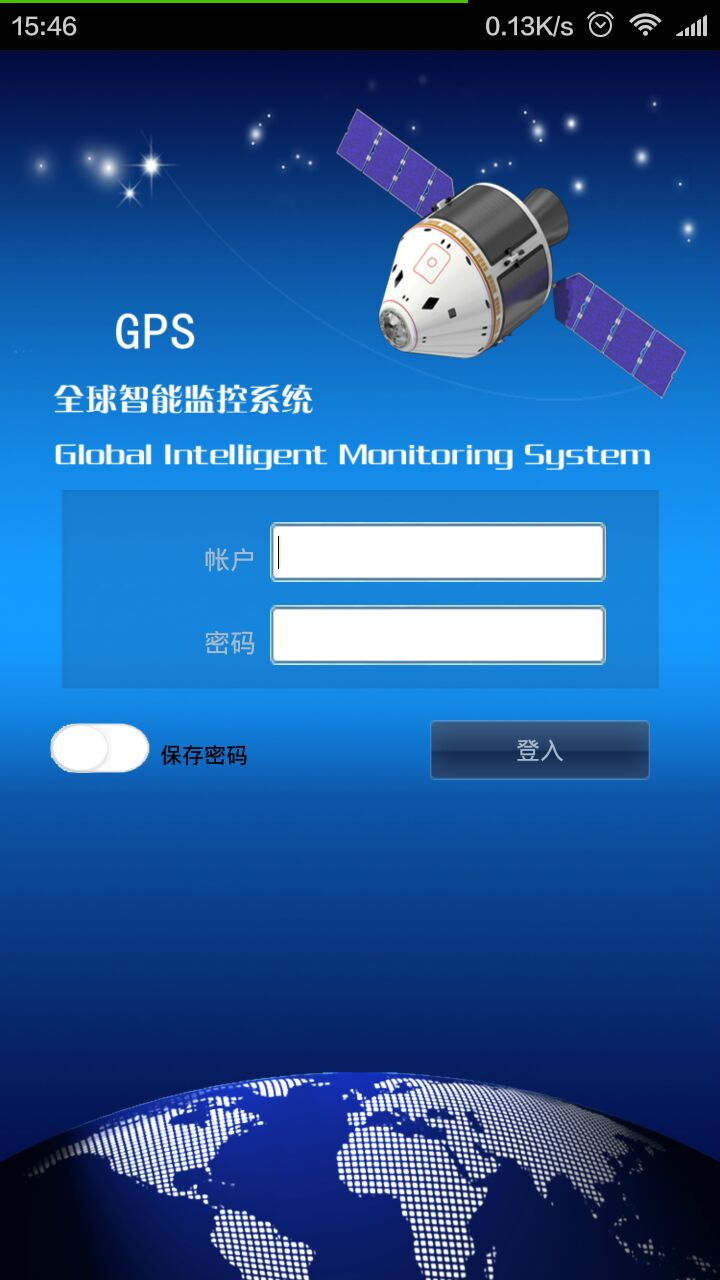 15:46 0.13K/s
GPS
全球智能监控系统
Global Intelligent Monitoring System
帐户
密码
保存密码 登入